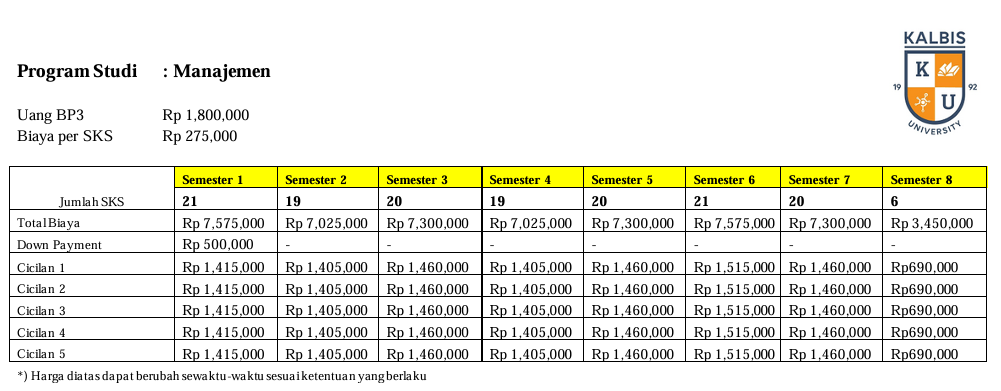 KALBIS
K
19 92
U
UNIVERSITY
Program Studi : Manajemen
Uang BP3 Rp 1,800,000
Biaya per SKS Rp 275,000
Semester 1 Semester 2 Semester 3 Semester 4 Semester 5 Semester 6 Semester 7 Semester 8
Jumlah SKS 21 19 20 19 20 21 20 6
Total Biaya Rp 7,575,000 Rp 7,025,000 Rp 7,300,000 Rp 7,025,000 Rp 7,300,000 Rp 7,575,000 Rp 7,300,000 Rp 3,450,000
Down Payment Rp 500,000 - - - - - - -
Cicilan 1 Rp 1,415,000 Rp 1,405,000 Rp 1,460,000 Rp 1,405,000 Rp 1,460,000 Rp 1,515,000 Rp 1,460,000 Rp690,000
Cicilan 2 Rp 1,415,000 Rp 1,405,000 Rp 1,460,000 Rp 1,405,000 Rp 1,460,000 Rp 1,515,000 Rp 1,460,000 Rp690,000
Cicilan 3 Rp 1,415,000 Rp 1,405,000 Rp 1,460,000 Rp 1,405,000 Rp 1,460,000 Rp 1,515,000 Rp 1,460,000 Rp690,000
Cicilan 4 Rp 1,415,000 Rp 1,405,000 Rp 1,460,000 Rp 1,405,000 Rp 1,460,000 Rp 1,515,000 Rp 1,460,000 Rp690,000
Cicilan 5 Rp 1,415,000 Rp 1,405,000 Rp 1,460,000 Rp 1,405,000 Rp 1,460,000 Rp 1,515,000 Rp 1,460,000 Rp690,000
*) Harga diatas dapat berubah sewaktu-waktu sesuai ketentuan yang berlaku